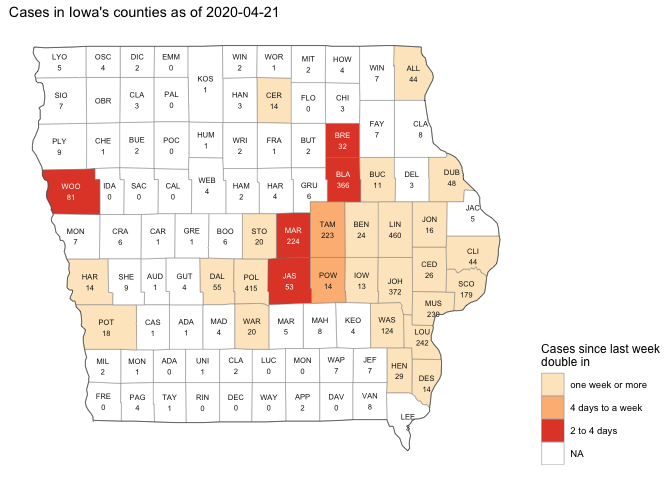 Cases in Iowa's counties as of 2020-04-21
LYO OSC DIC EMM WIN WOR MIT HOW WIN ALL
5 4 2 0 KOS 2 1 2 4 7 44
1
SIO OBR CLA PAL HAN CER FLO CHI
7 3 0 3 14 0 3
FAY CLA
7 8
PLY CHE BUE POC HUM WRI FRA BUT BRE
9 1 2 0 1 2 1 2 32
WOO IDA SAC CAL WEB HAM HAR GRU BLA BUC DEL DUB
81 0 0 0 4 2 4 6 366 11 3 48
JAC
5
MON CRA CAR GRE BOO STO MAR TAM BEN LIN JON
7 6 1 1 6 20 224 223 24 460 16
CLI
44
CED
26
HAR SHE AUD GUT DAL POL JAS POW IOW JOH SCO
14 9 1 4 55 415 53 14 13 372 179
MUS
POT CAS ADA MAD WAR MAR MAH KEO WAS
18 1 1 4 20 5 8 4 124
LOU
242
MIL MON ADA UNI CLA LUC MON WAP JEF HEN
2 1 0 1 2 0 0 7 7 29
DES
14
FRE PAG TAY RIN DEC WAY APP DAV VAN
0 4 1 0 0 0 2 0 8
LEE
3
Cases since last week
double in
one week or more
4 days to a week
2 to 4 days
NA